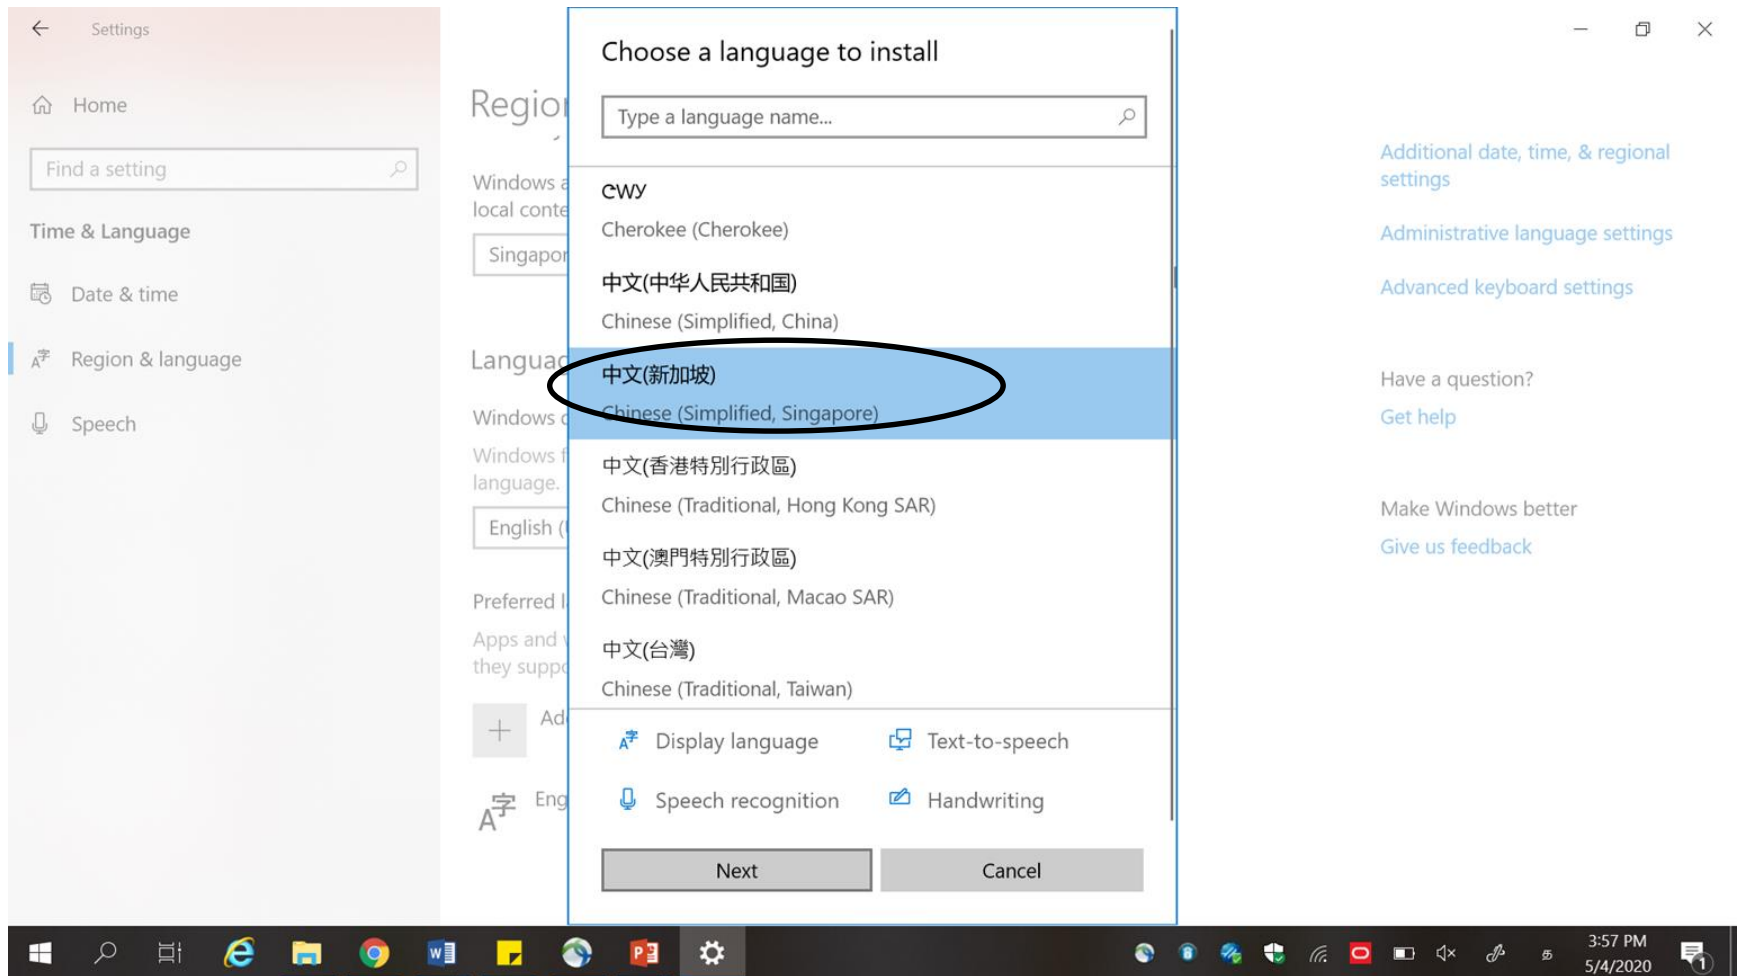 Settings
Home
Find a setting
Time & Language
Date & time
Region & language
Speech
Region
Windows a
local conte
Singapor
Languag
Windows
Windows f
language.
English (
Preferred l
Apps and
they suppo
Ad
Eng
Choose a language to install
Type a language name...
ᏣᎳᎩ
Cherokee (Cherokee)
中文(中华人民共和国)
Chinese (Simplified, China)
中文(新加坡)
Chinese (Simplified, Singapore)
中文(香港特別行政區)
Chinese (Traditional, Hong Kong SAR)
中文(澳門特別行政區)
Chinese (Traditional, Macao SAR)
中文(台灣)
Chinese (Traditional, Taiwan)
Display language
Text-to-speech
Speech recognition
Handwriting
Next
Cancel
Additional date, time, & regional
settings
Administrative language settings
Advanced keyboard settings
Have a question?
Get help
Make Windows better
Give us feedback
3:57 PM
5/4/2020
1